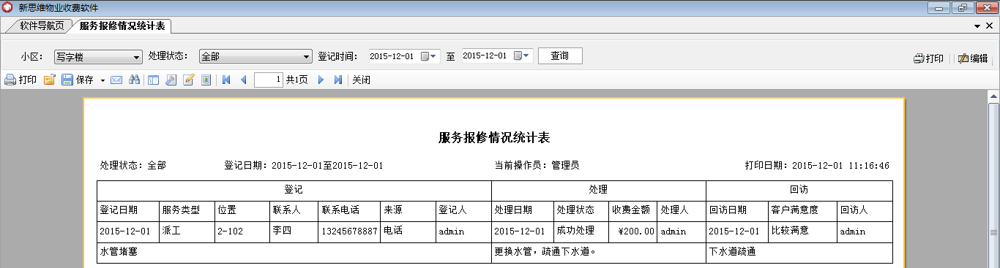 新思维物业收费软件
软件导航页 服务报修情况统计表
小区： 写字楼 处理状态： 全部 登记时间： 2015-12-01 至 2015-12-01 查询 打印 编辑
打印 保存 1 共1页 关闭
服务报修情况统计表
处理状态：全部 登记日期：2015-12-01至2015-12-01 当前操作员：管理员 打印日期：2015-12-01 11:16:46
登记 处理 回访
登记日期 服务类型 位置 联系人 联系电话 来源 登记人 处理日期 处理状态 收费金额 处理人 回访日期 客户满意度 回访人
2015-12-01 派工 2-102 李四 13245678887 电话 admin 2015-12-01 成功处理 ¥200.00 admin 2015-12-01 比较满意 admin
水管堵塞 更换水管，疏通下水道。 下水道疏通